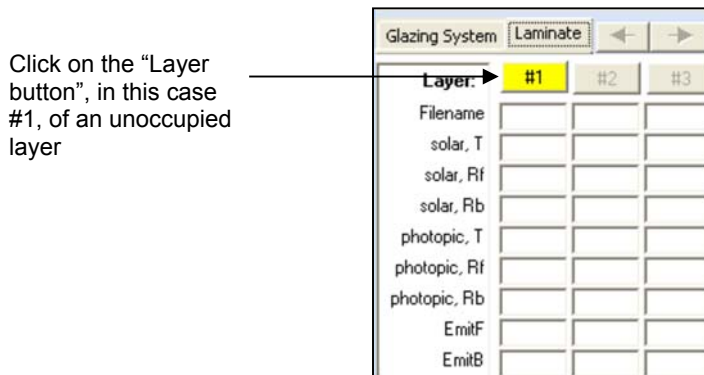 Click on the “Layer
button”, in this case
#1, of an unoccupied
layer
Glazing System Laminate
Layer: #1 #2 #3
Filename
solar, T
solar, Rf
solar, Rb
photopic, T
photopic, Rf
photopic, Rb
EmitF
EmitB